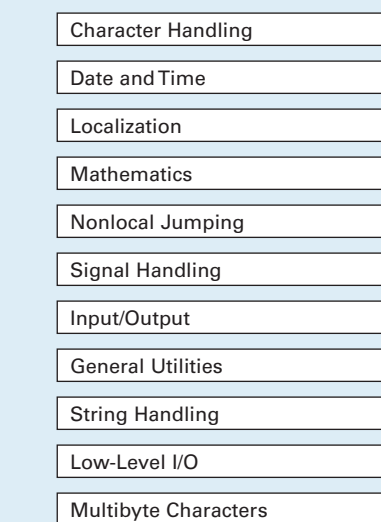 Character Handling
Date and Time
Localization
Mathematics
Nonlocal Jumping
Signal Handling
Input/Output
General Utilities
String Handling
Low-Level I/O
Multibyte Characters